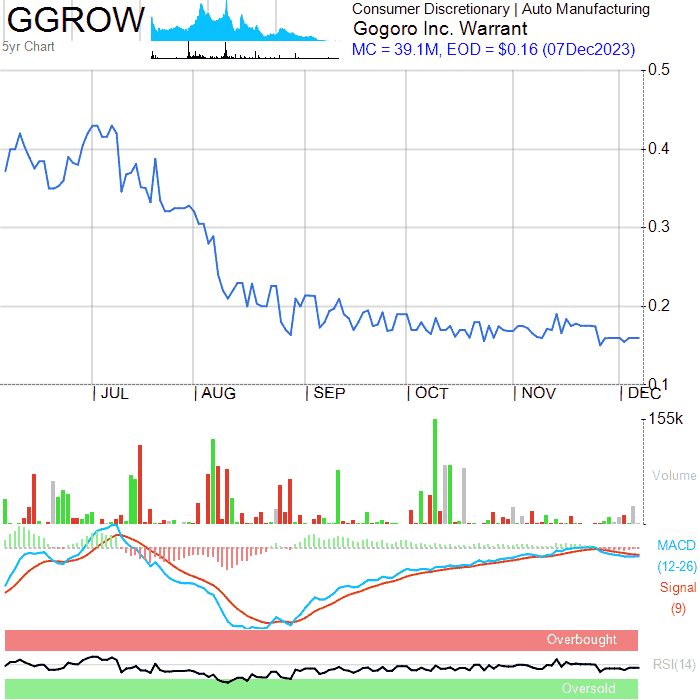 GGROW
Consumer Discretionary | Auto Manufacturing
Gogoro Inc. Warrant
5yr Chart
MC = 39.1M, EOD = $0.16 (07Dec2023)
0.5
0.4
0.3
0.2
0.1
JUL AUG SEP OCT NOV DEC
155k
Volume
MACD
(12-26)
Signal
(9)
Overbought
RSI(14)
Oversold